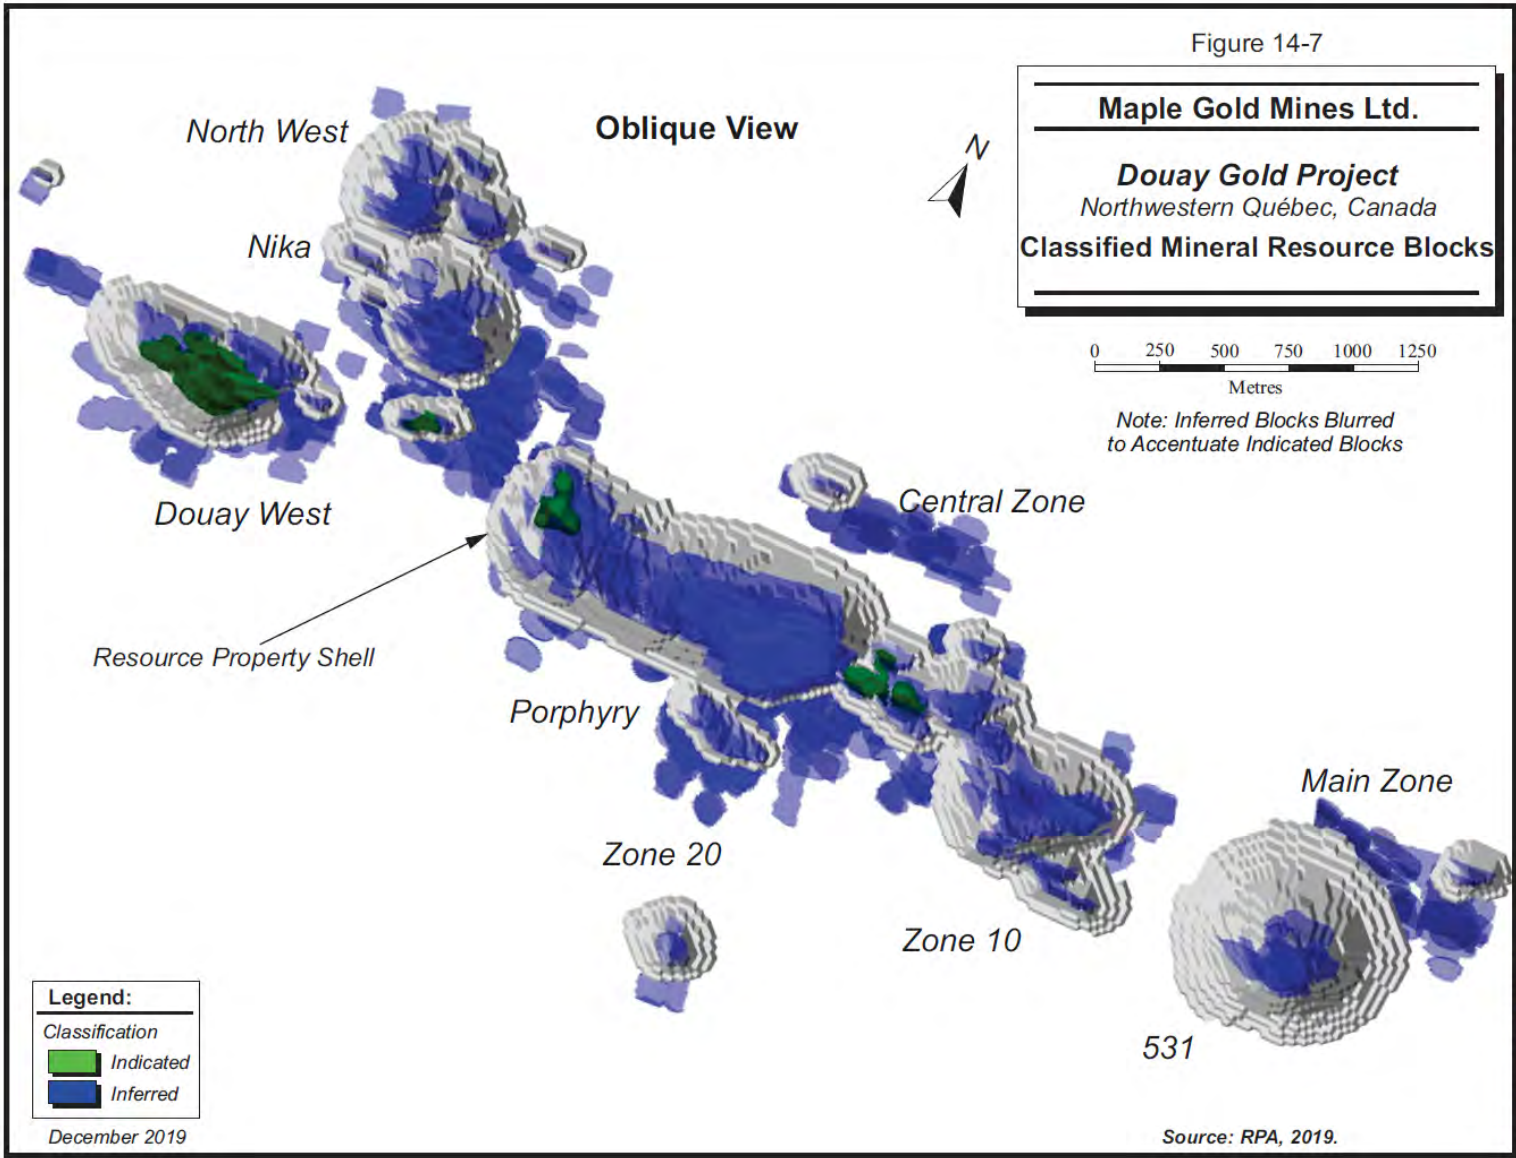 Figure 14-7
Maple Gold Mines Ltd.
Douay Gold Project
Northwestern Québec, Canada
Classified Mineral Resource Blocks
Oblique View
N
0 250 500 750 1000 1250
Metres
Note: Inferred Blocks Blurred
to Accentuate Indicated Blocks
North West
Nika
Douay West
Central Zone
Resource Property Shell
Porphyry
Main Zone
Zone 20
Zone 10
531
Legend:
Classification
Indicated
Inferred
December 2019
Source: RPA, 2019.